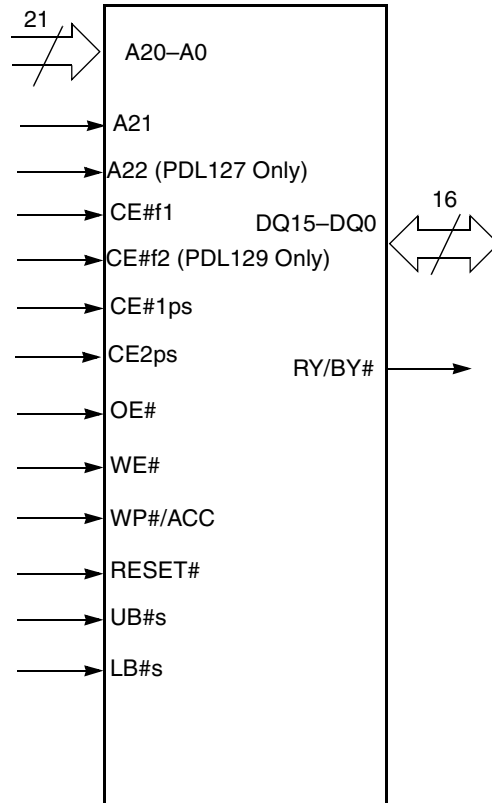 21
A20–A0
A21
A22 (PDL127 Only)
CE#f1
16
DQ15–DQ0
CE#f2 (PDL129 Only)
CE#1ps
CE2ps
RY/BY#
OE#
WE#
WP#/ACC
RESET#
UB#s
LB#s